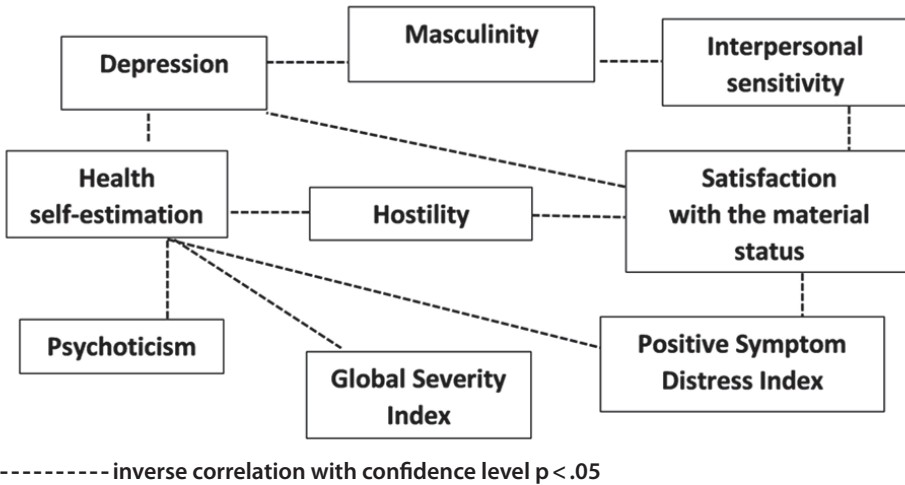 Masculinity
Depression
Interpersonal
sensitivity
Health
self-estimation
Hostility
Satisfaction
with the material
status
Psychoticism
Global Severity
Index
Positive Symptom
Distress Index
---------- inverse correlation with confidence level p < .05